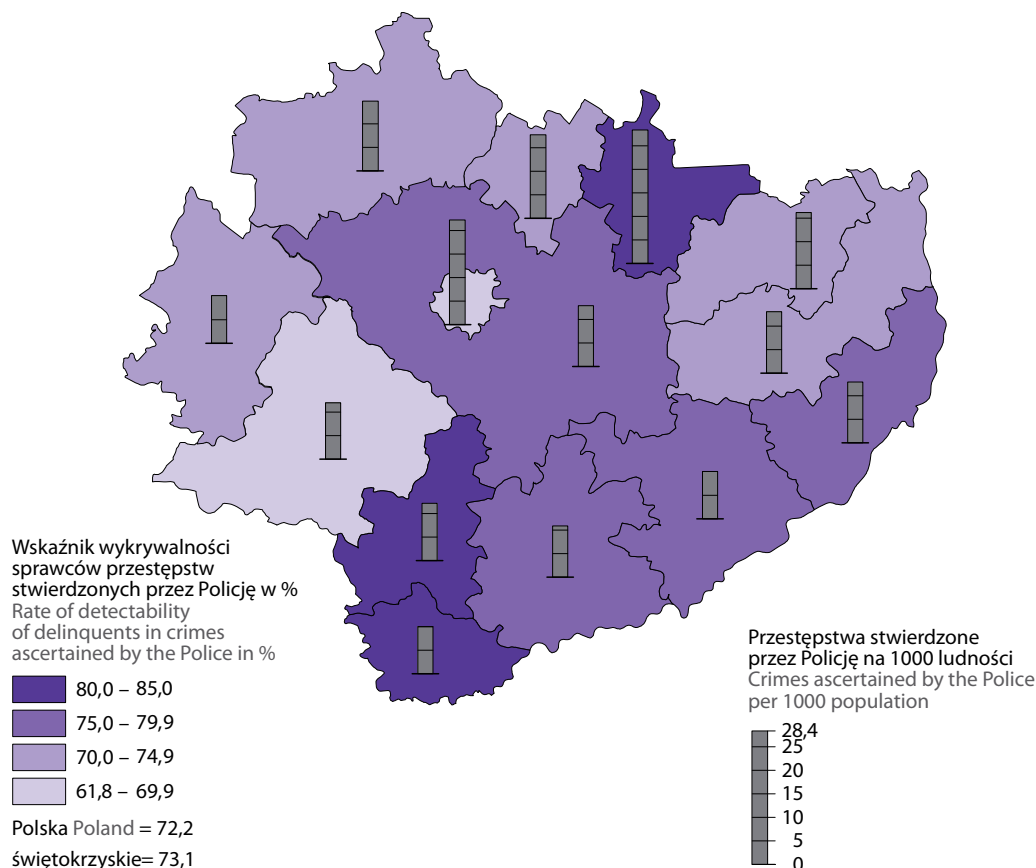 Wskaźnik wykrywalności
sprawców przestępstw
stwierdzonych przez Policję w %
Rate of detectability
of delinquents in crimes
ascertained by the Police in %
80,0 – 85,0
75,0 – 79,9
70,0 – 74,9
61,8 – 69,9
Polska Poland = 72,2
świętokrzyskie= 73,1
Przestępstwa stwierdzone
przez Policję na 1000 ludności
Crimes ascertained by the Police
per 1000 population
28,4
25
20
15
10
5
0